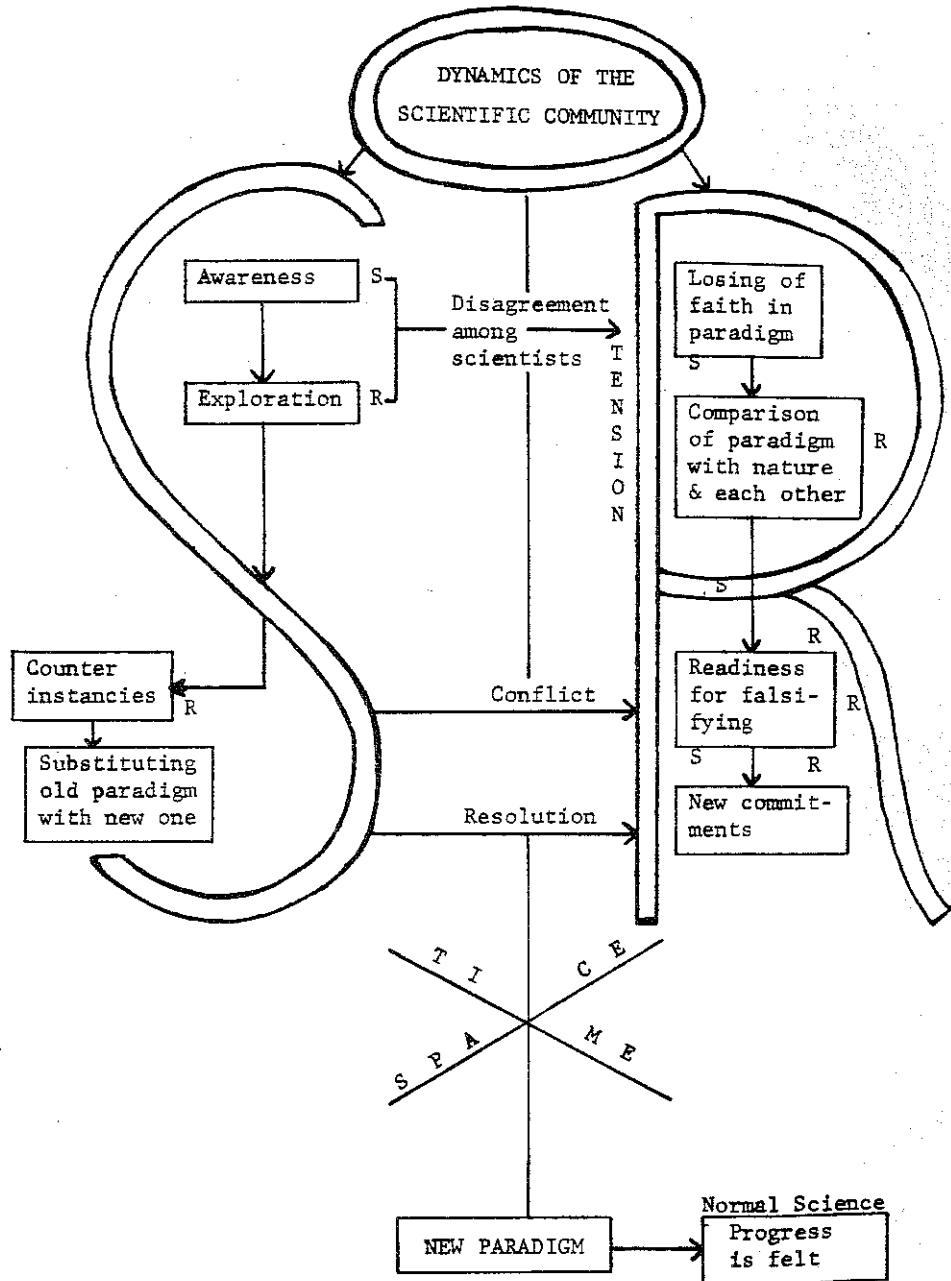 DYNAMICS OF THE
SCIENTIFIC COMMUNITY
Awareness
S
Exploration
R
Disagreement
among
scientists
TENSION
Losing of
faith in
paradigm
S
Comparison
of paradigm
with nature
& each other
R
S
R
Counter
instancies
R
Substituting
old paradigm
with new one
Conflict
Readiness
for falsi-
fying
R
S
R
Resolution
New commit-
ments
TIME
SPACE
NEW PARADIGM
Normal Science
Progress
is felt